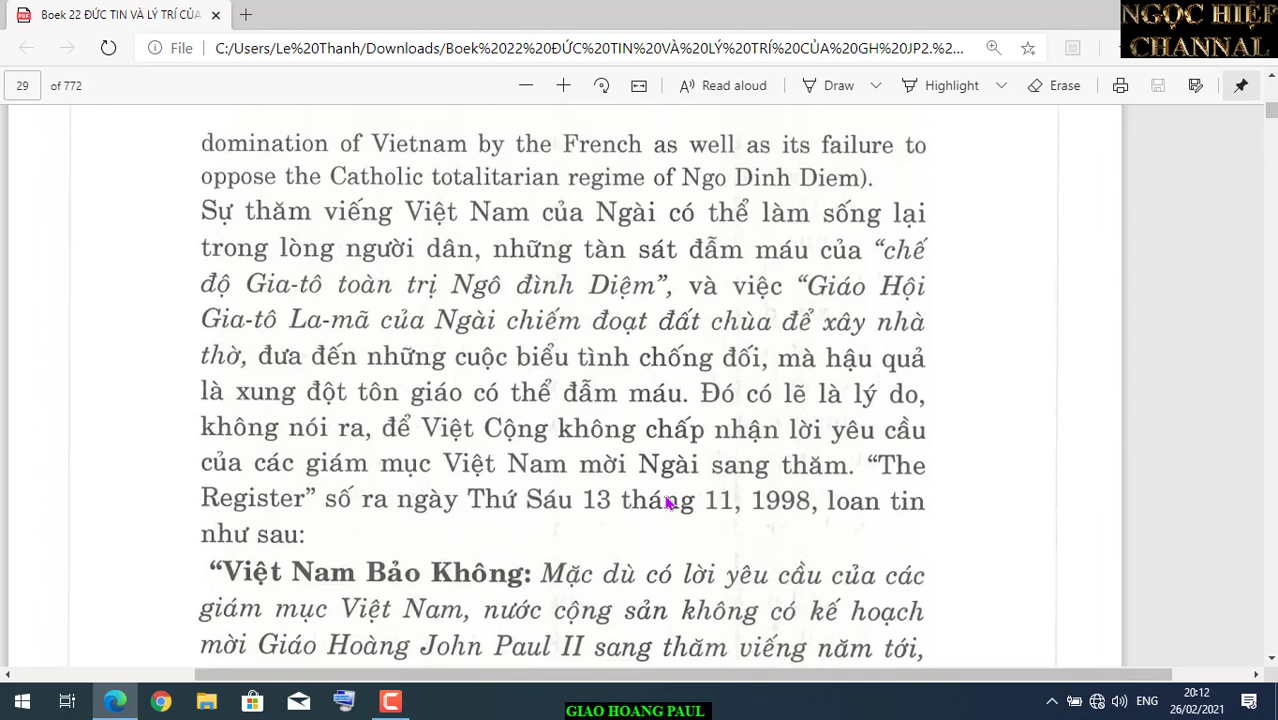 Boek 22 ĐỨC TIN VÀ LÝ TRÍ CỦA
NGỌC HIỆP
CHANNAL
File
C:/Users/Le%20Thanh/Downloads/Boek%2022%20ĐỨC%20TIN%20VÀ%20LÝ%20TRÍ%20CỦA%20GH%20JP2.%...
29 of 772
Read aloud
Draw
Highlight
Erase
domination of Vietnam by the French as well as its failure to
oppose the Catholic totalitarian regime of Ngo Dinh Diem).
Sự thăm viếng Việt Nam của Ngài có thể làm sống lại
trong lòng người dân, những tàn sát đẫm máu của “chế
độ Gia-tô toàn trị Ngô đình Diệm”, và việc “Giáo Hội
Gia-tô La-mã của Ngài chiếm đoạt đất chùa để xây nhà
thờ, đưa đến những cuộc biểu tình chống đối, mà hậu quả
là xung đột tôn giáo có thể đẫm máu. Đó có lẽ là lý do,
không nói ra, để Việt Cộng không chấp nhận lời yêu cầu
của các giám mục Việt Nam mời Ngài sang thăm. “The
Register” số ra ngày Thứ Sáu 13 tháng 11, 1998, loan tin
như sau:
“Việt Nam Bảo Không: Mặc dù có lời yêu cầu của các
giám mục Việt Nam, nước cộng sản không có kế hoạch
mời Giáo Hoàng John Paul II sang thăm viếng năm tới,
ENG
20:12
26/02/2021
GIAO HOANG PAUL